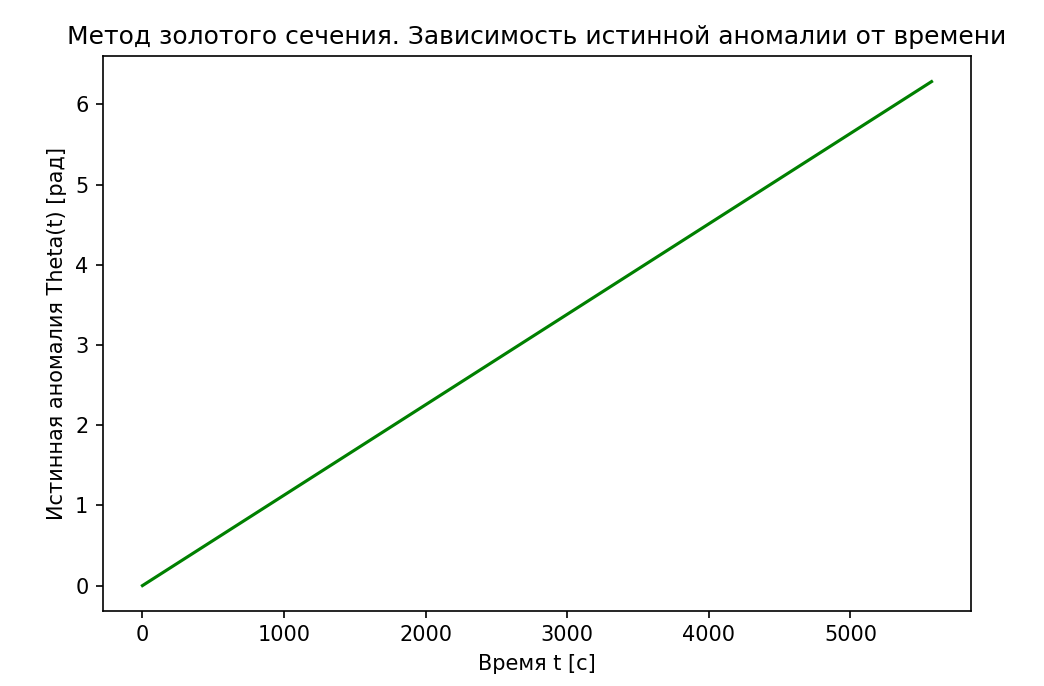 Метод золотого сечения. Зависимость истинной аномалии от времени
Истинная аномалия Theta(t) [рад]
6
5
4
3
2
1
0
0 1000 2000 3000 4000 5000
Время t [с]